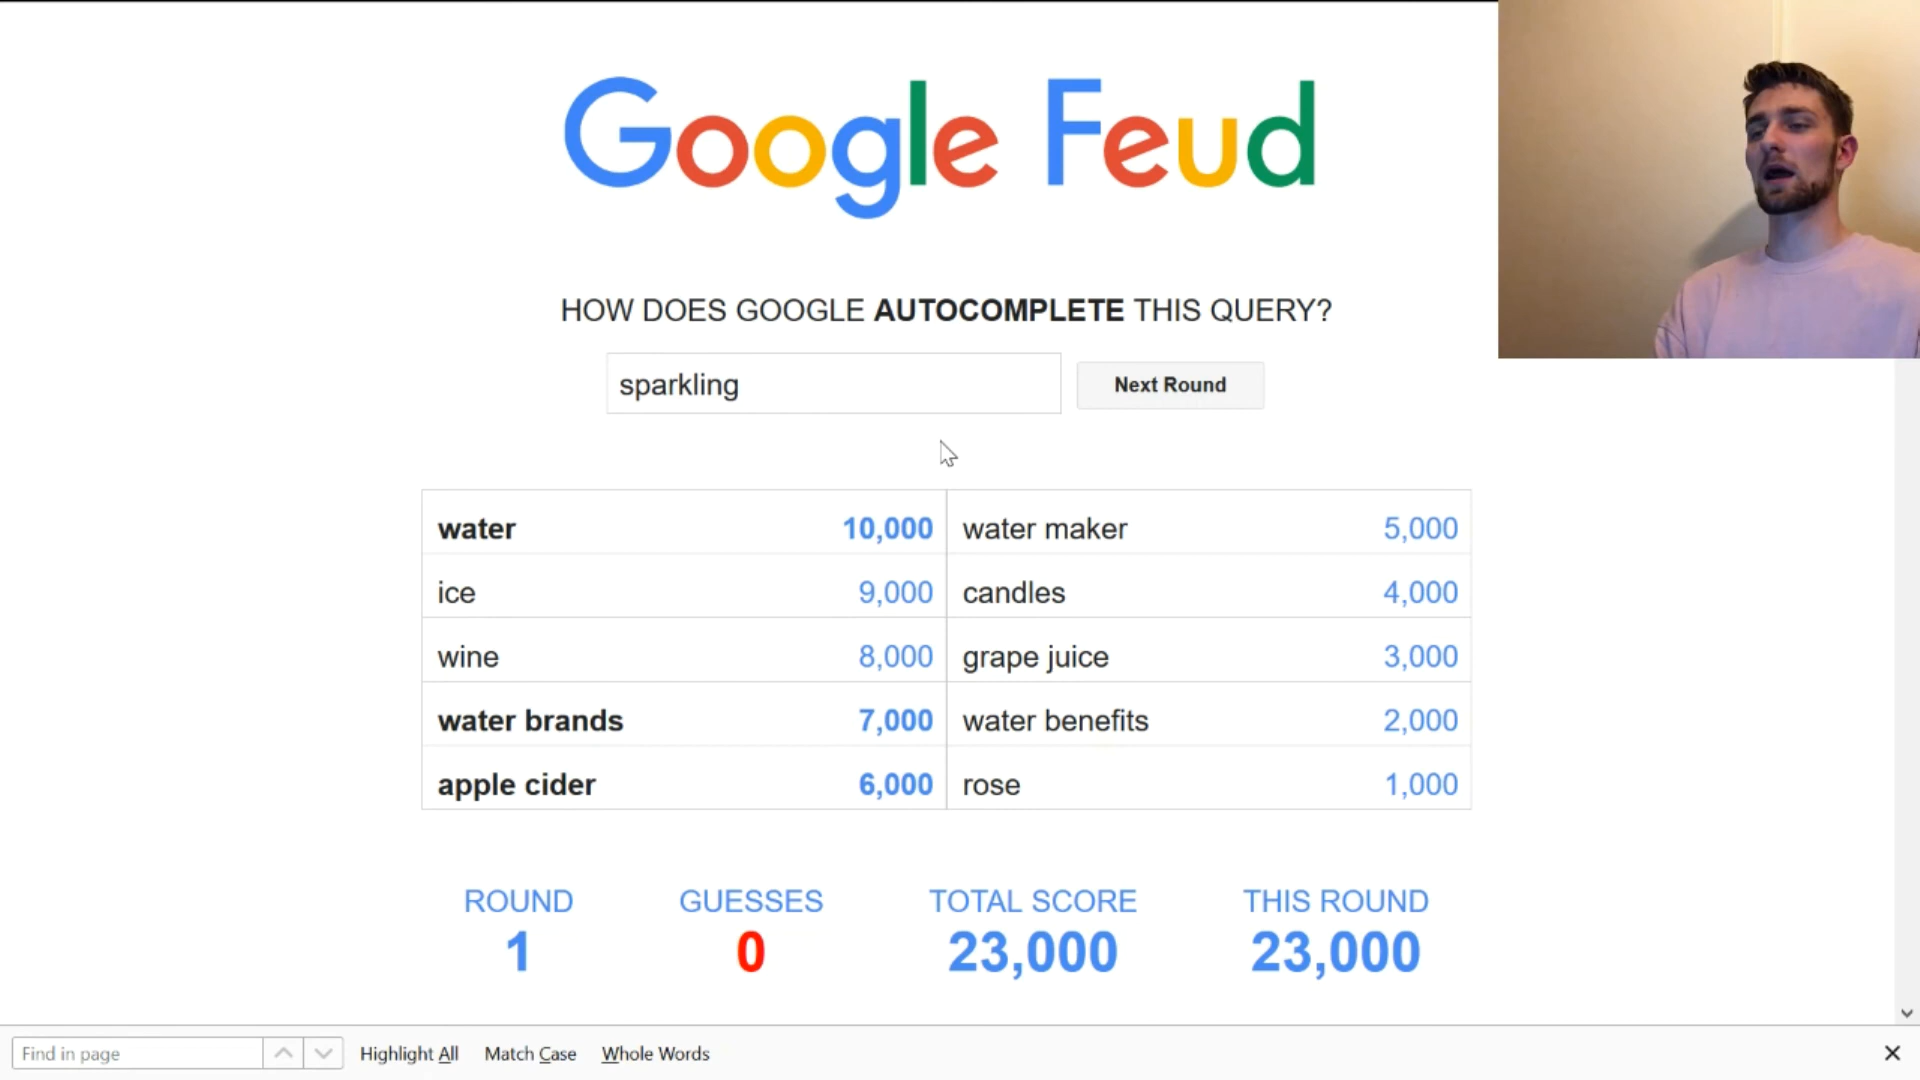 Google Feud
HOW DOES GOOGLE AUTOCOMPLETE THIS QUERY?
sparkling
Next Round
water 10,000
ice 9,000
wine 8,000
water brands 7,000
apple cider 6,000
water maker 5,000
candles 4,000
grape juice 3,000
water benefits 2,000
rose 1,000
ROUND
1
GUESSES
0
TOTAL SCORE
23,000
THIS ROUND
23,000
Find in page
Highlight All
Match Case
Whole Words